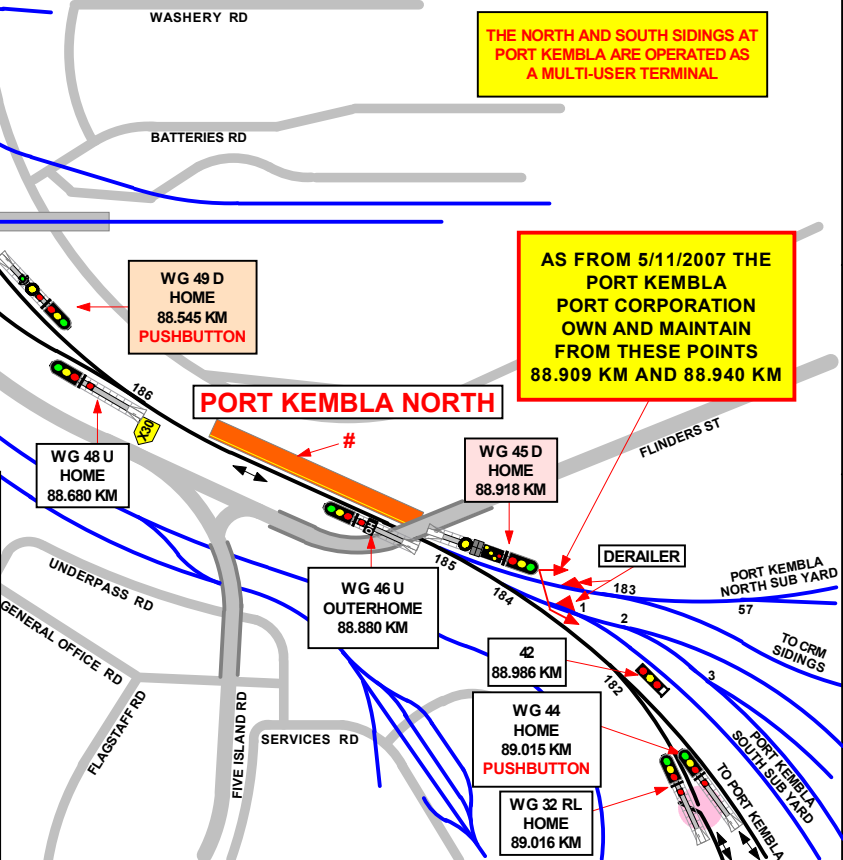 WASHERY RD
THE NORTH AND SOUTH SIDINGS AT
PORT KEMBLA ARE OPERATED AS
A MULTI-USER TERMINAL
BATTERIES RD
AS FROM 5/11/2007 THE
PORT KEMBLA
PORT CORPORATION
OWN AND MAINTAIN
FROM THESE POINTS
88.909 KM AND 88.940 KM
WG 49 D
HOME
88.545 KM
PUSHBUTTON
186
PORT KEMBLA NORTH
X30
#
FLINDERS ST
WG 48 U
HOME
88.680 KM
WG 45 D
HOME
88.918 KM
185
DERAILER
UNDERPASS RD
WG 46 U
OUTERHOME
88.880 KM
184
183
PORT KEMBLA
NORTH SUB YARD
57
1
2
GENERAL OFFICE RD
TO CRM
SIDINGS
42
88.986 KM
182
3
FLAGSTAFF RD
FIVE ISLAND RD
SERVICES RD
WG 44
HOME
89.015 KM
PUSHBUTTON
PORT KEMBLA
SOUTH SUB YARD
WG 32 RL
HOME
89.016 KM
TO PORT KEMBLA